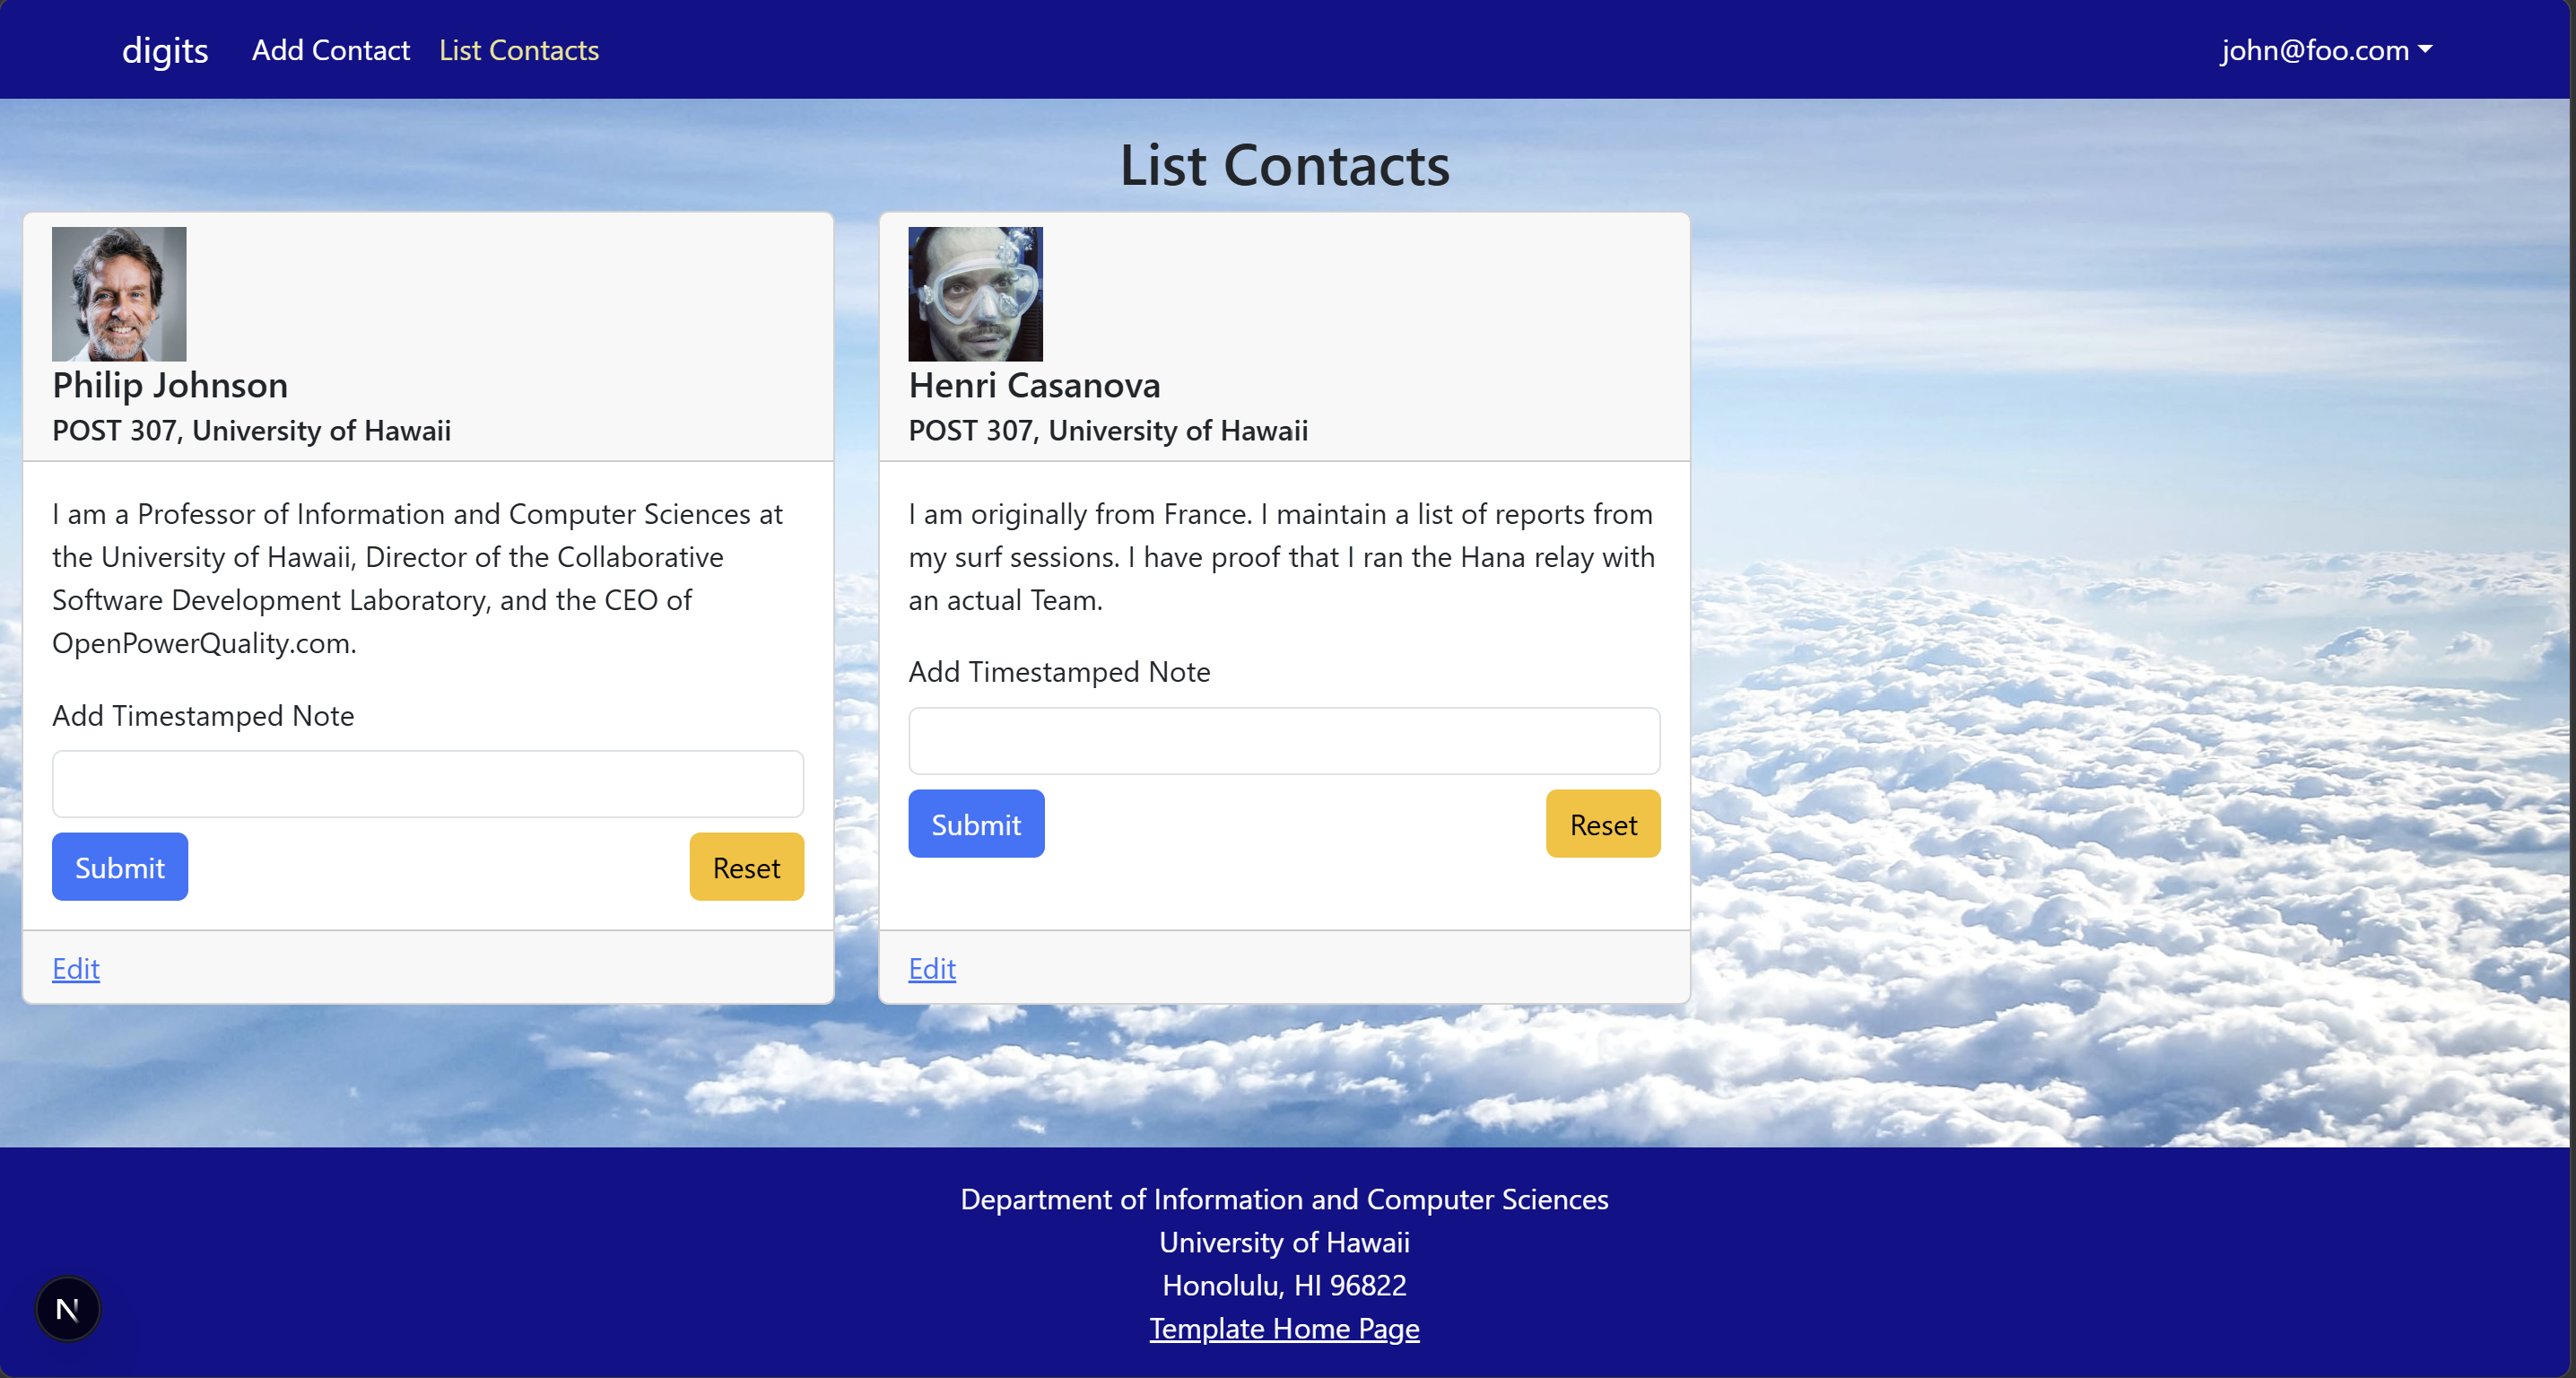 digits Add Contact List Contacts john@foo.com
List Contacts
Philip Johnson
POST 307, University of Hawaii
I am a Professor of Information and Computer Sciences at
the University of Hawaii, Director of the Collaborative
Software Development Laboratory, and the CEO of
OpenPowerQuality.com.
Add Timestamped Note
Submit Reset
Edit
Henri Casanova
POST 307, University of Hawaii
I am originally from France. I maintain a list of reports from
my surf sessions. I have proof that I ran the Hana relay with
an actual Team.
Add Timestamped Note
Submit Reset
Edit
Department of Information and Computer Sciences
University of Hawaii
Honolulu, HI 96822
Template Home Page
N